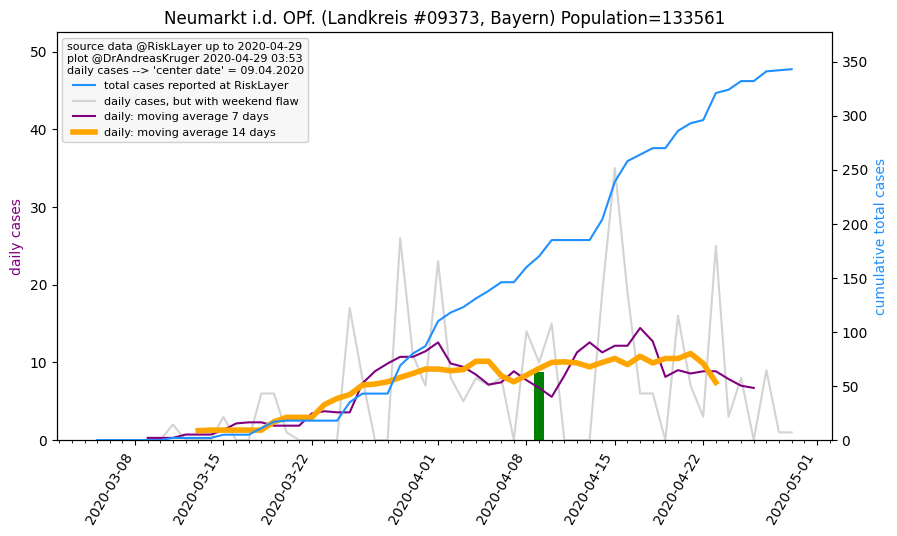 Neumarkt i.d. OPf. (Landkreis #09373, Bayern) Population=133561
source data @RiskLayer up to 2020-04-29
plot @DrAndreasKruger 2020-04-29 03:53
daily cases --> 'center date' = 09.04.2020
total cases reported at RiskLayer
daily cases, but with weekend flaw
daily: moving average 7 days
daily: moving average 14 days
daily cases
50
40
30
20
10
0
cumulative total cases
350
300
250
200
150
100
50
0
2020-03-08
2020-03-15
2020-03-22
2020-04-01
2020-04-08
2020-04-15
2020-04-22
2020-05-01